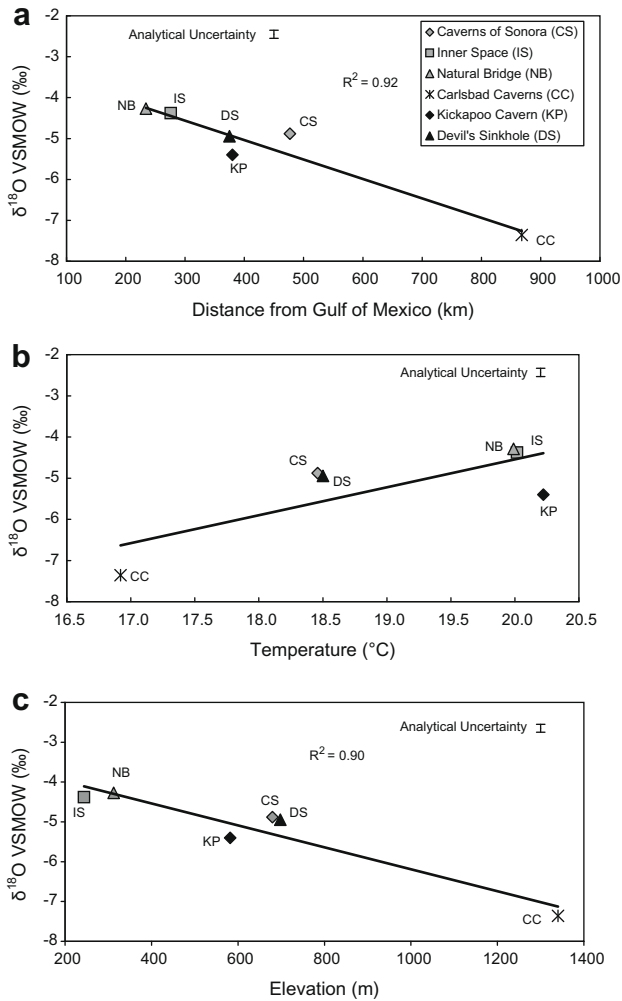 a
Analytical Uncertainty
Caverns of Sonora (CS)
Inner Space (IS)
Natural Bridge (NB)
Carlsbad Caverns (CC)
Kickapoo Cavern (KP)
Devil's Sinkhole (DS)
R² = 0.92
NB
IS
DS
CS
KP
CC
δ¹⁸O VSMOW (‰)
-2
-3
-4
-5
-6
-7
-8
100 200 300 400 500 600 700 800 900 1000
Distance from Gulf of Mexico (km)
b
Analytical Uncertainty
NB
IS
CS
DS
KP
CC
δ¹⁸O VSMOW (‰)
-2
-3
-4
-5
-6
-7
-8
16.5 17.0 17.5 18.0 18.5 19.0 19.5 20.0 20.5
Temperature (°C)
c
Analytical Uncertainty
R² = 0.90
NB
IS
CS
DS
KP
CC
δ¹⁸O VSMOW (‰)
-2
-3
-4
-5
-6
-7
-8
200 400 600 800 1000 1200 1400
Elevation (m)